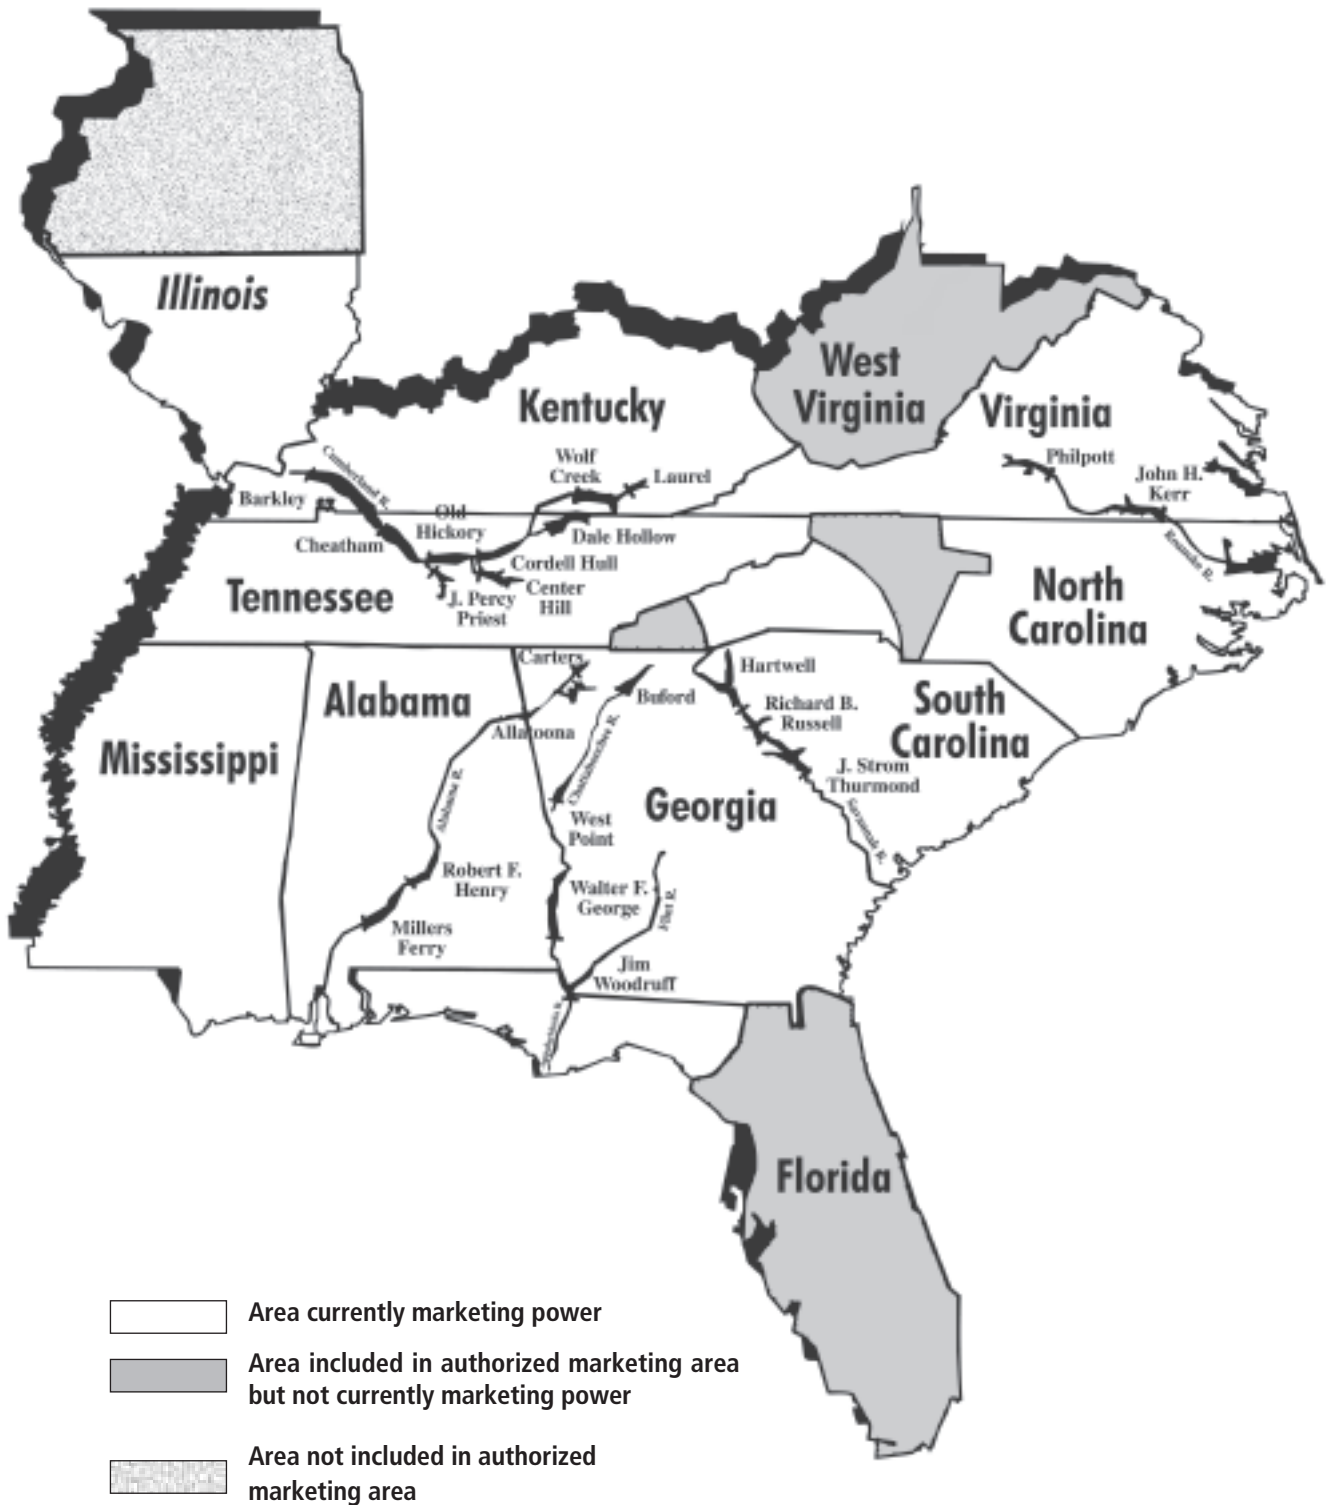 Illinois
West
Virginia
Kentucky
Virginia
Wolf
Creek
Laurel
Philpott
John H.
Kerr
Cumberland R.
Barkley
Old
Hickory
Cheatham
Dale Hollow
Cordell Hull
Center
Hill
J. Percy
Priest
Roanoke R.
Tennessee
North
Carolina
Carters
Hartwell
Buford
Alabama
Richard B.
Russell
South
Carolina
Allatoona
Mississippi
J. Strom
Thurmond
Chattahoochee R.
Alabama R.
Georgia
Savannah R.
West
Point
Robert F.
Henry
Walter F.
George
Flint R.
Millers
Ferry
Jim
Woodruff
Florida
Area currently marketing power
Area included in authorized marketing area
but not currently marketing power
Area not included in authorized
marketing area